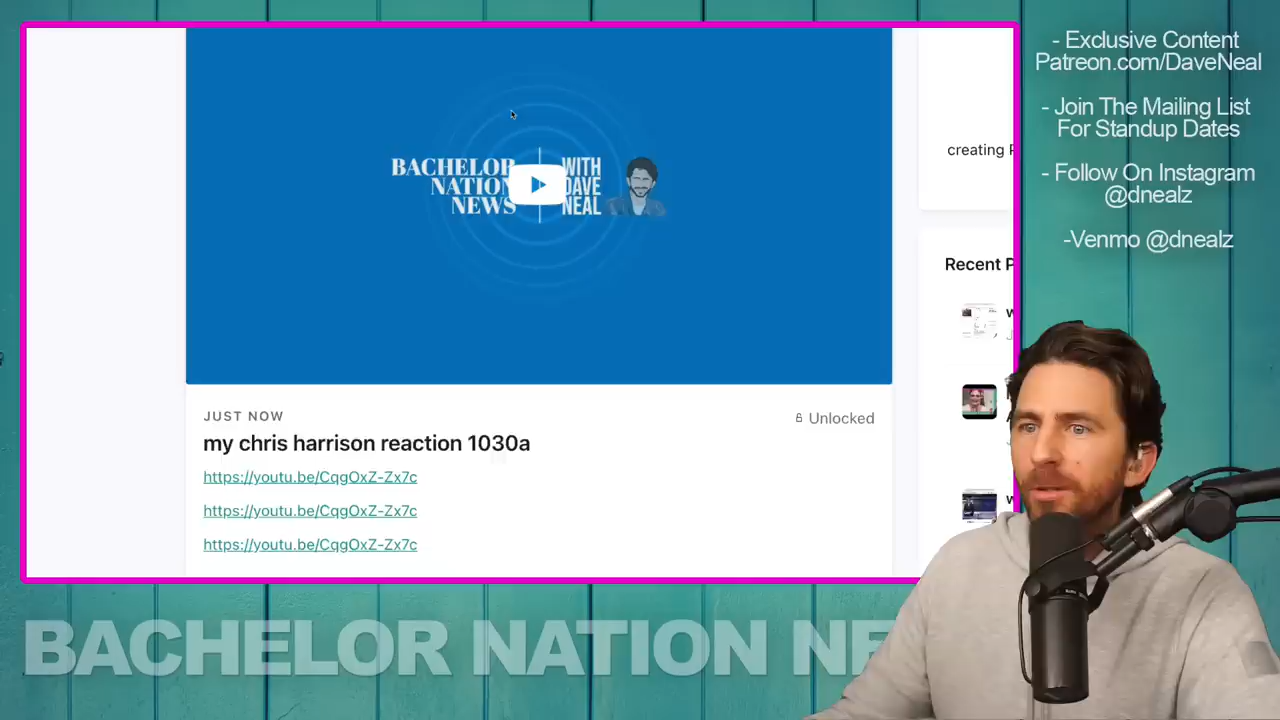 BACHELOR
NATION
NEWS
WITH
DAVE
NEAL
JUST NOW
Unlocked
my chris harrison reaction 1030a
https://youtu.be/CqgOxZ-Zx7c
https://youtu.be/CqgOxZ-Zx7c
https://youtu.be/CqgOxZ-Zx7c
creating
Recent P
- Exclusive Content
Patreon.com/DaveNeal
- Join The Mailing List
For Standup Dates
- Follow On Instagram
@dnealz
-Venmo @dnealz
BACHELOR NATION NE